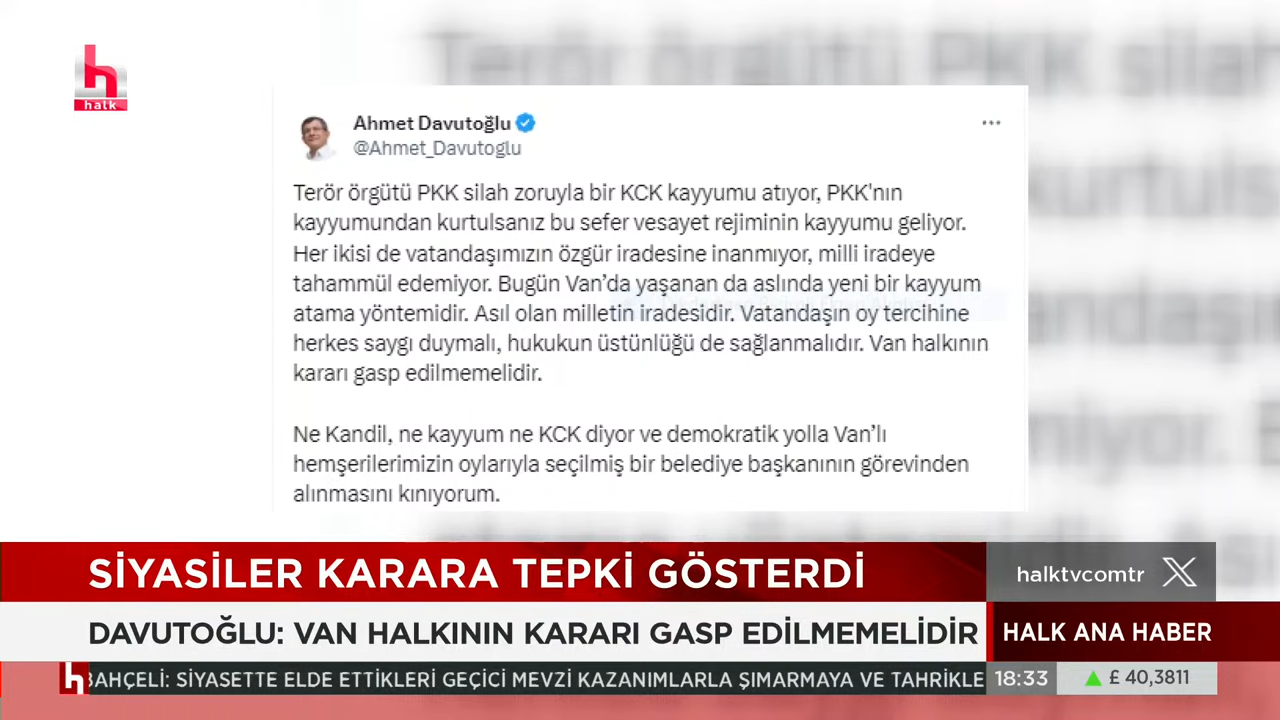 Terör örgütü PKK silah
h
halk
Ahmet Davutoğlu
@Ahmet_Davutoglu
Terör örgütü PKK silah zoruyla bir KCK kayyumu atıyor, PKK'nın
kayyumundan kurtulsanız bu sefer vesayet rejiminin kayyumu geliyor.
Her ikisi de vatandaşımızın özgür iradesine inanmıyor, milli iradeye
tahammül edemiyor. Bugün Van’da yaşanan da aslında yeni bir kayyum
atama yöntemidir. Asıl olan milletin iradesidir. Vatandaşın oy tercihine
herkes saygı duymalı, hukukun üstünlüğü de sağlanmalıdır. Van halkının
kararı gasp edilmemelidir.
Ne Kandil, ne kayyum ne KCK diyor ve demokratik yolla Van’lı
hemşerilerimizin oylarıyla seçilmiş bir belediye başkanının görevinden
alınmasını kınıyorum.
SİYASİLER KARARA TEPKİ GÖSTERDİ
halktvcomtr X
DAVUTOĞLU: VAN HALKININ KARARI GASP EDİLMEMELİDİR
HALK ANA HABER
h
BAHÇELİ: SİYASETTE ELDE ETTİKLERİ GEÇİCİ MEVZİ KAZANIMLARLA ŞIMARMAYA VE TAHRİKLE
18:33
£ 40,3811